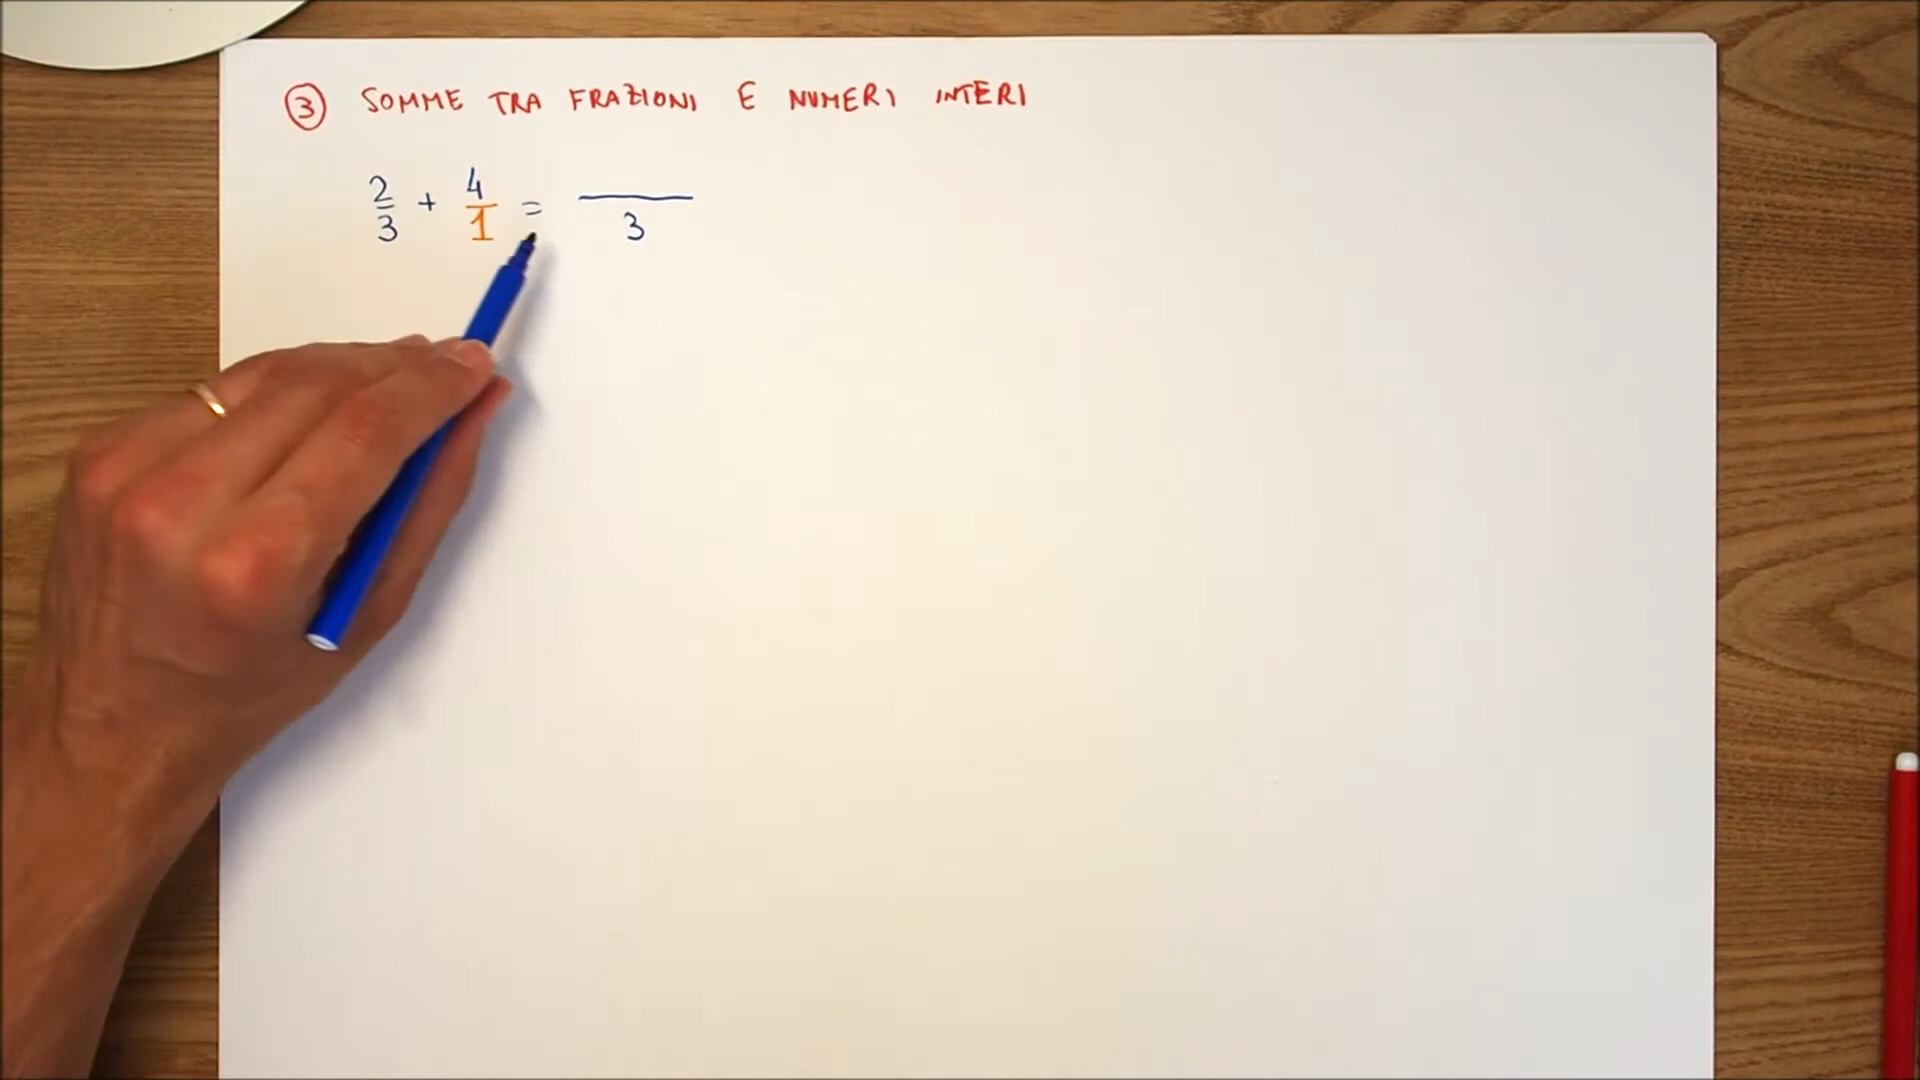 3 SOMME TRA FRAZIONI E NUMERI INTERI
2/3 + 4/1 = /3